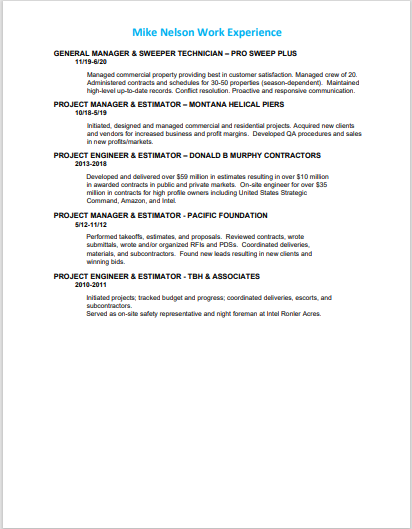 Mike Nelson Work Experience
GENERAL MANAGER & SWEEPER TECHNICIAN – PRO SWEEP PLUS
11/19-6/20
Managed commercial property providing best in customer satisfaction. Managed crew of 20.
Administered contracts and schedules for 30-50 properties (season-dependent). Maintained
high-level up-to-date records. Conflict resolution. Proactive and responsive communication.
PROJECT MANAGER & ESTIMATOR – MONTANA HELICAL PIERS
10/18-5/19
Initiated, designed and managed commercial and residential projects. Acquired new clients
and vendors for increased business and profit margins. Developed QA procedures and sales
in new profits/markets.
PROJECT ENGINEER & ESTIMATOR – DONALD B MURPHY CONTRACTORS
2013-2018
Developed and delivered over $59 million in estimates resulting in over $10 million
in awarded contracts in public and private markets. On-site engineer for over $35
million in contracts for high profile owners including United States Strategic
Command, Amazon, and Intel.
PROJECT MANAGER & ESTIMATOR - PACIFIC FOUNDATION
5/12-11/12
Performed takeoffs, estimates, and proposals. Reviewed contracts, wrote
submittals, wrote and/or organized RFIs and PDSs. Coordinated deliveries,
materials, and subcontractors. Found new leads resulting in new clients and
winning bids.
PROJECT ENGINEER & ESTIMATOR - TBH & ASSOCIATES
2010-2011
Initiated projects; tracked budget and progress; coordinated deliveries, escorts, and
subcontractors.
Served as on-site safety representative and night foreman at Intel Ronler Acres.